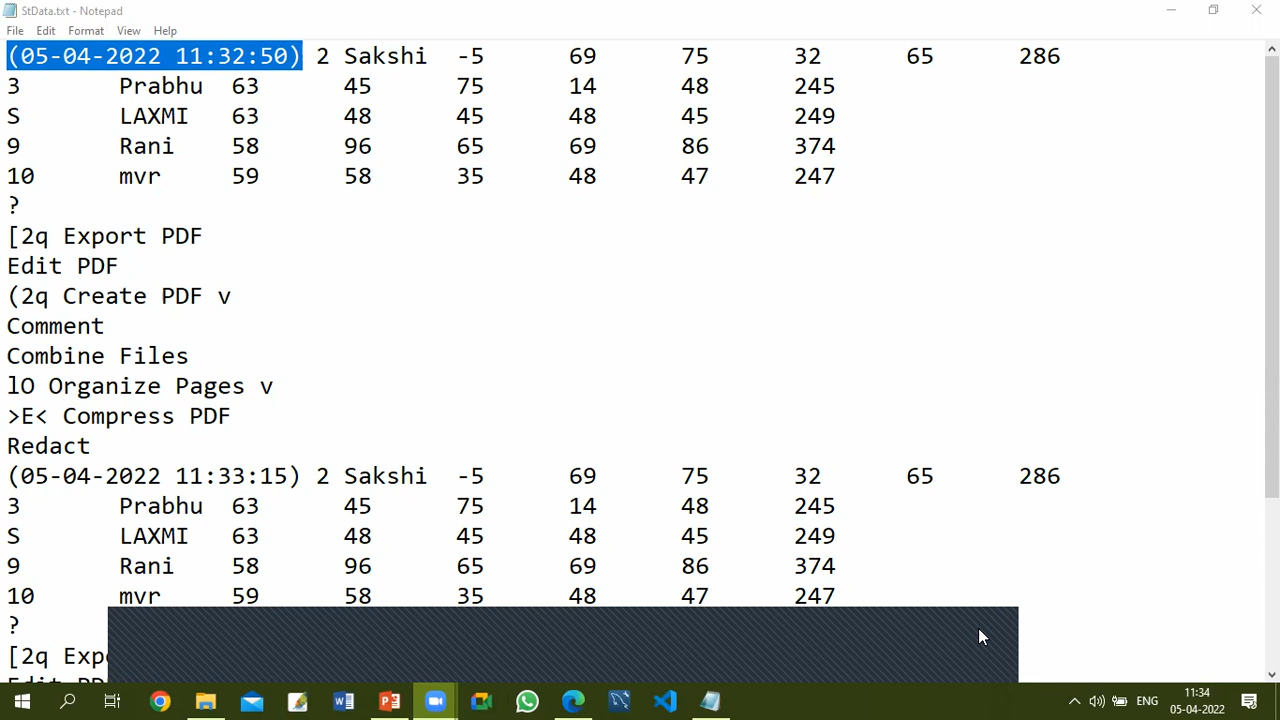 StData.txt - Notepad
File Edit Format View Help
(05-04-2022 11:32:50) 2 Sakshi -5 69 75 32 65 286
3 Prabhu 63 45 75 14 48 245
S LAXMI 63 48 45 48 45 249
9 Rani 58 96 65 69 86 374
10 mvr 59 58 35 48 47 247
?
[2q Export PDF
Edit PDF
(2q Create PDF v
Comment
Combine Files
lO Organize Pages v
>E< Compress PDF
Redact
(05-04-2022 11:33:15) 2 Sakshi -5 69 75 32 65 286
3 Prabhu 63 45 75 14 48 245
S LAXMI 63 48 45 48 45 249
9 Rani 58 96 65 69 86 374
10 mvr 59 58 35 48 47 247
?
[2q
ENG
11:34
05-04-2022